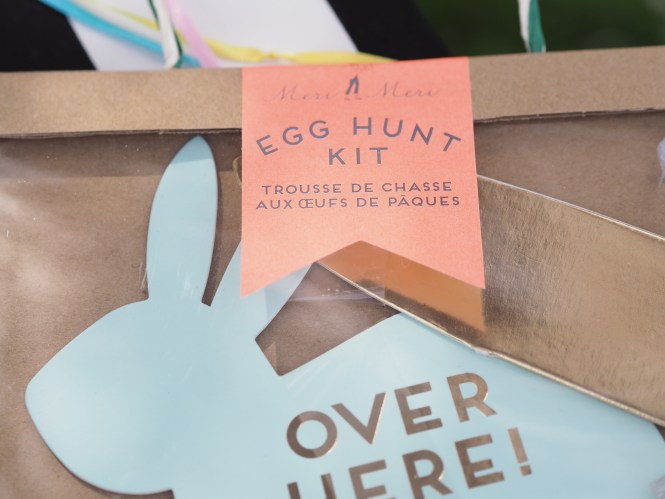 Meri Meri
EGG HUNT
KIT
TROUSSE DE CHASSE
AUX ŒUFS DE PÂQUES
OVER
HERE!